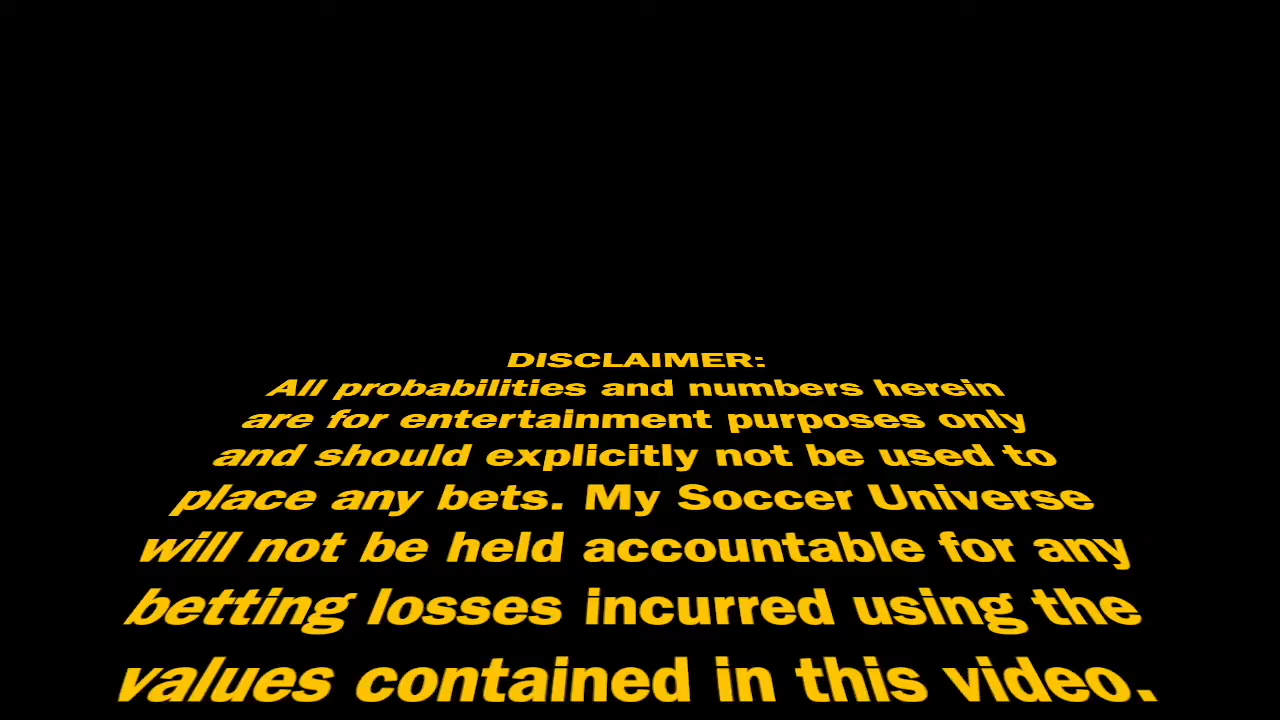 DISCLAIMER:
All probabilities and numbers herein
are for entertainment purposes only
and should explicitly not be used to
place any bets. My Soccer Universe
will not be held accountable for any
betting losses incurred using the
values contained in this video.